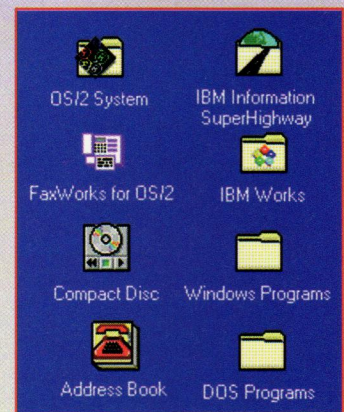 OS/2 System
IBM Information
SuperHighway
FaxWorks for OS/2
IBM Works
Compact Disc
Windows Programs
Address Book
DOS Programs